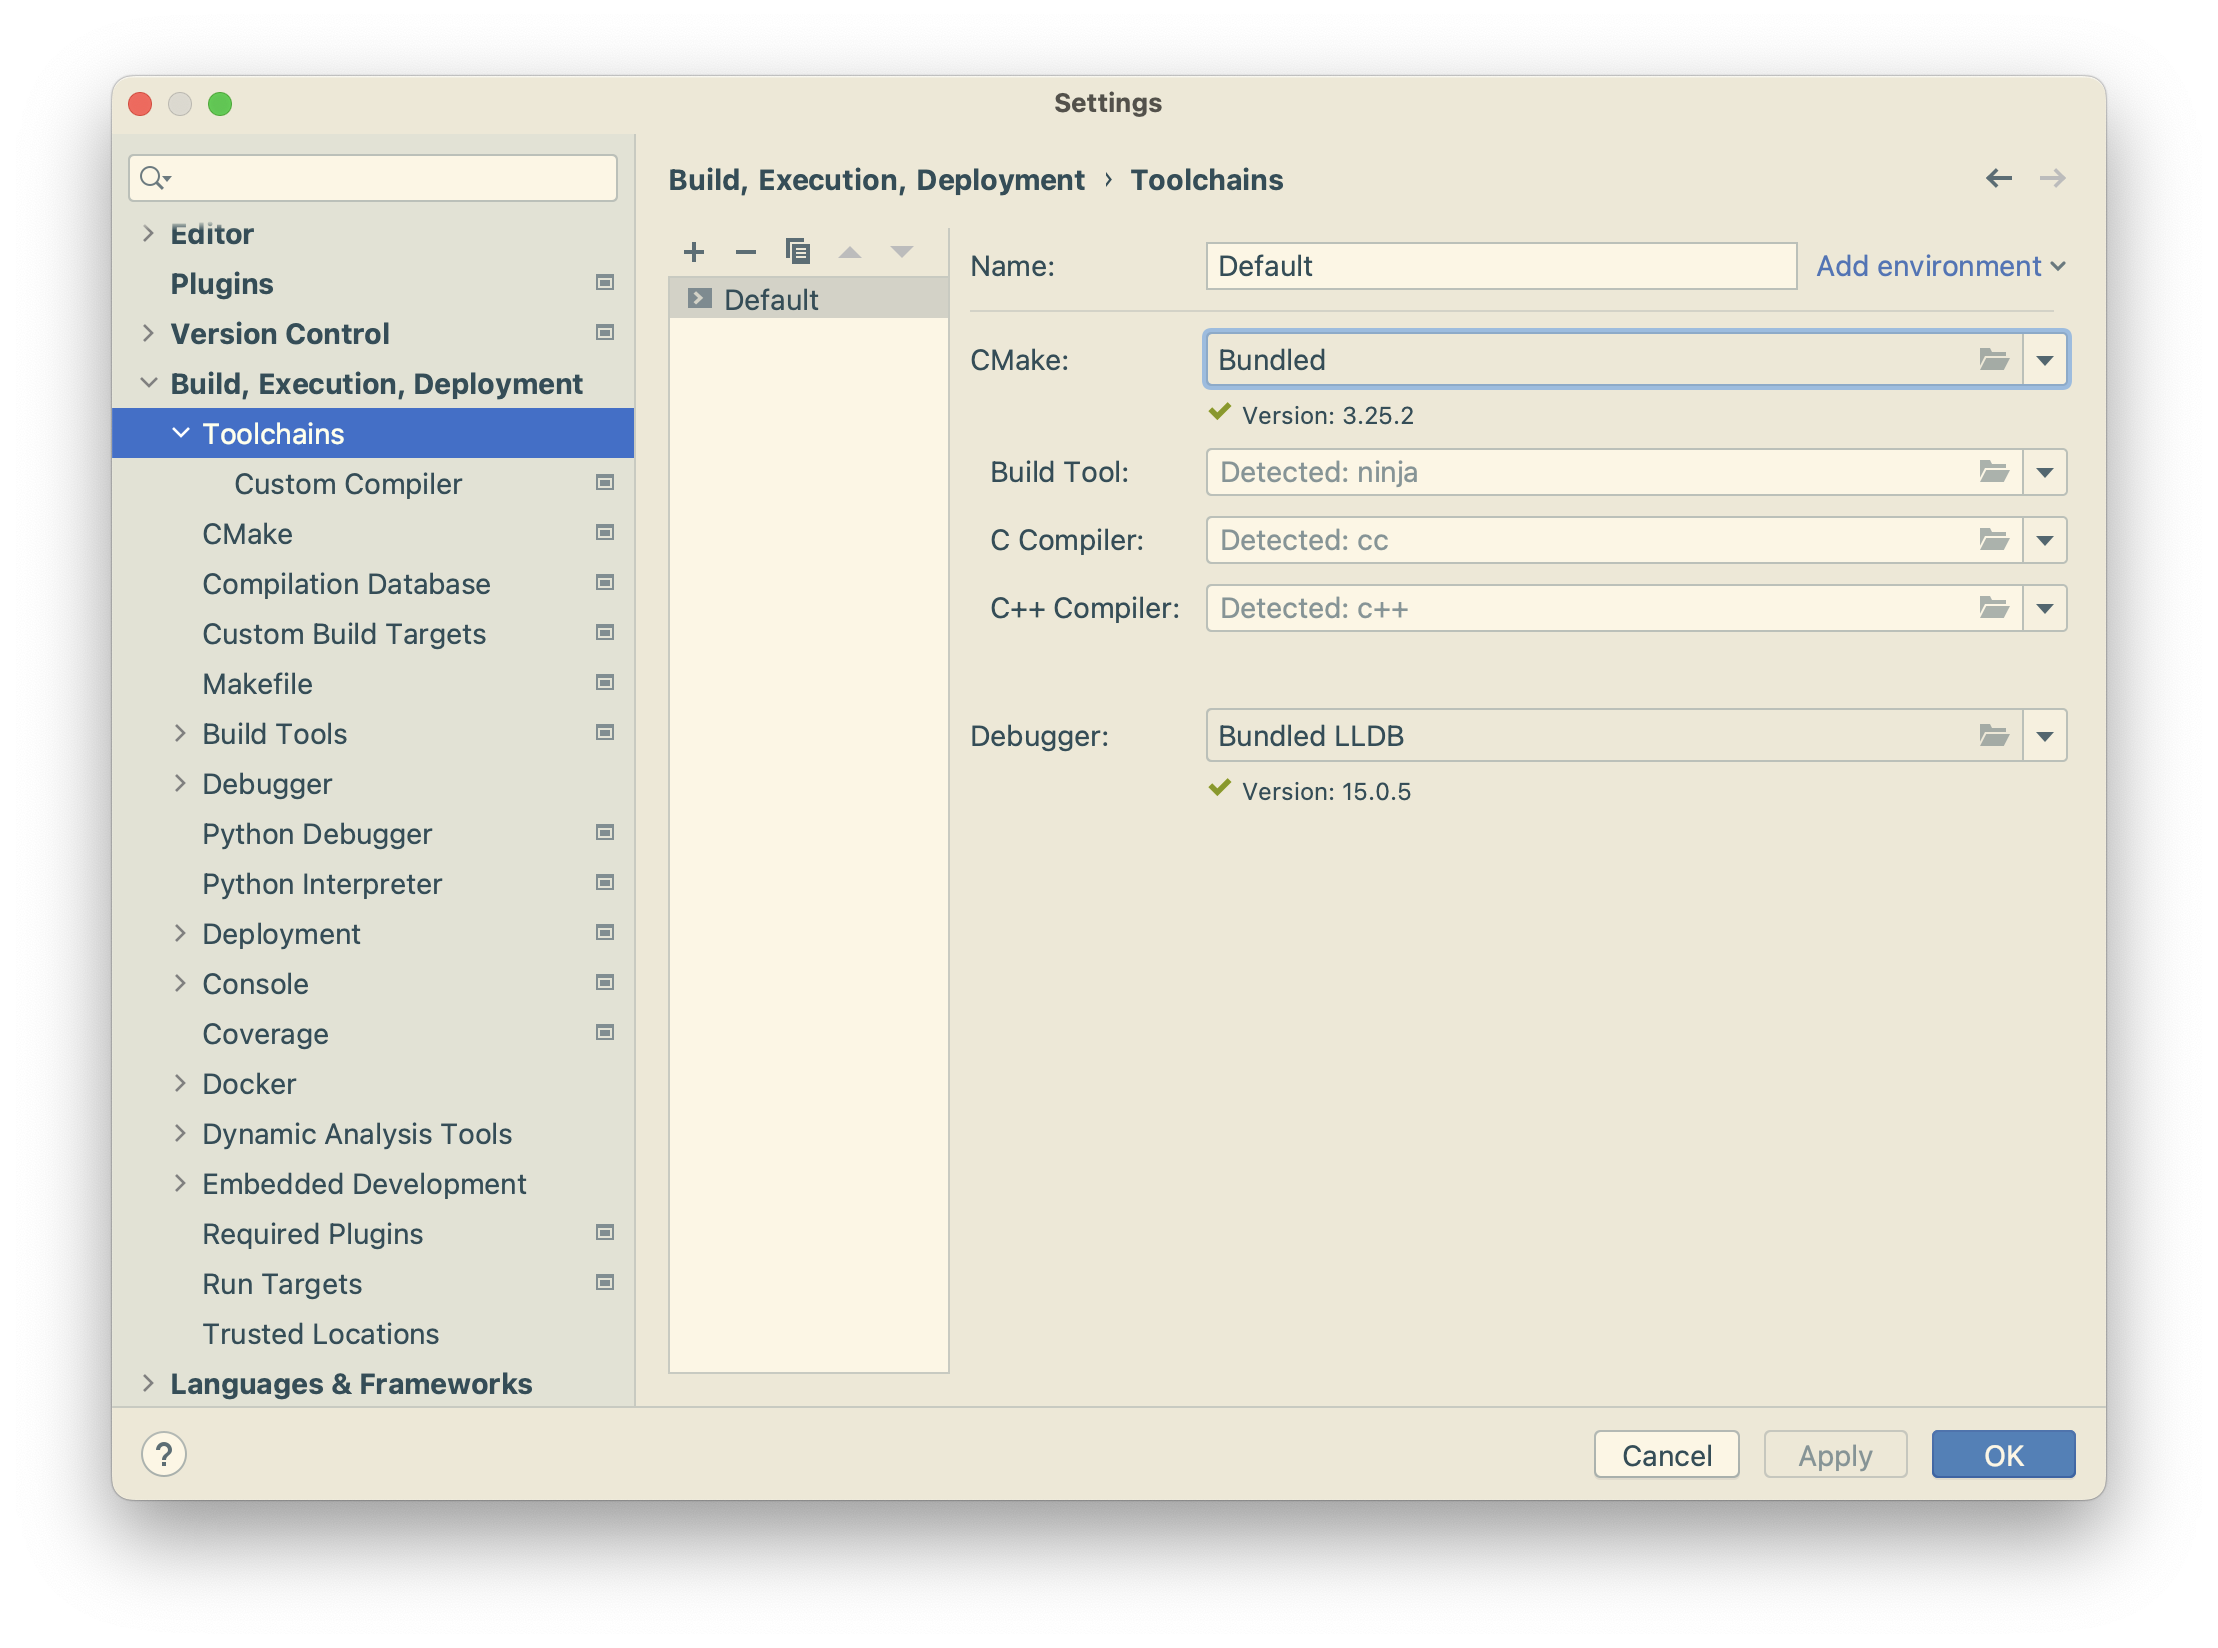 Settings
Editor
Plugins
Version Control
Build, Execution, Deployment
Toolchains
Custom Compiler
CMake
Compilation Database
Custom Build Targets
Makefile
Build Tools
Debugger
Python Debugger
Python Interpreter
Deployment
Console
Coverage
Docker
Dynamic Analysis Tools
Embedded Development
Required Plugins
Run Targets
Trusted Locations
Languages & Frameworks
Build, Execution, Deployment › Toolchains
Default
Name: Default Add environment
CMake: Bundled
Version: 3.25.2
Build Tool: Detected: ninja
C Compiler: Detected: cc
C++ Compiler: Detected: c++
Debugger: Bundled LLDB
Version: 15.0.5
? Cancel Apply OK